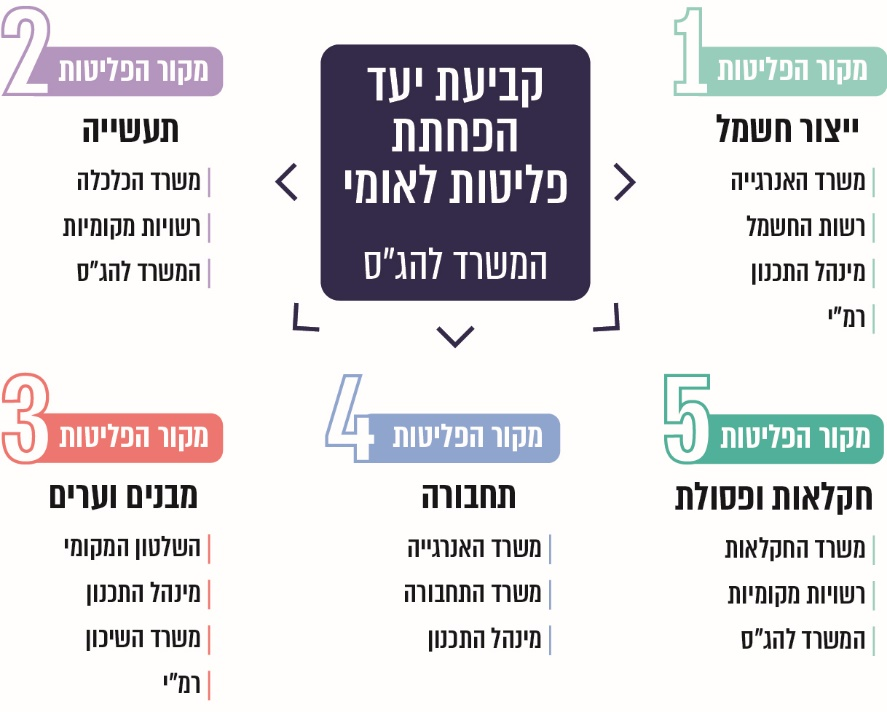 קביעת יעד
הפחתת
פליטות לאומי
המשרד להג"ס
1
מקור הפליטות
ייצור חשמל
משרד האנרגייה
רשות החשמל
מינהל התכנון
רמ"י
2
מקור הפליטות
תעשייה
משרד הכלכלה
רשויות מקומיות
המשרד להג"ס
3
מקור הפליטות
מבנים וערים
השלטון המקומי
מינהל התכנון
משרד השיכון
רמ"י
4
מקור הפליטות
תחבורה
משרד האנרגייה
משרד התחבורה
מינהל התכנון
5
מקור הפליטות
חקלאות ופסולת
משרד החקלאות
רשויות מקומיות
המשרד להג"ס